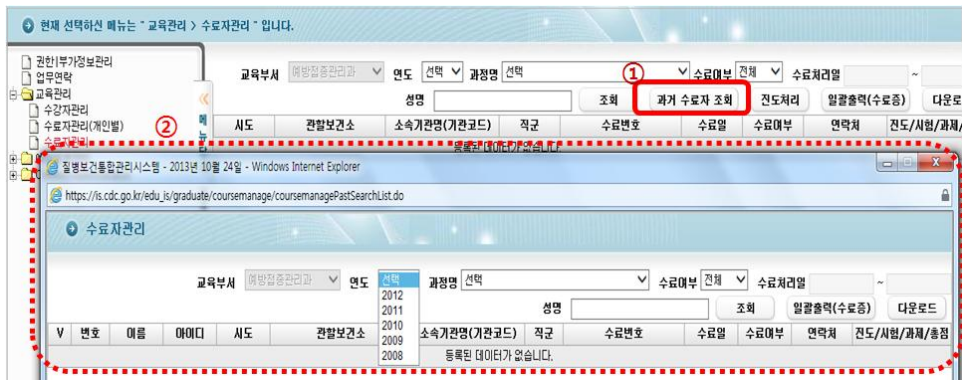 현재 선택하신 메뉴는 " 교육관리 > 수료자관리 " 입니다.
권한|부가정보관리
업무연락
교육관리
수강자관리
수료자관리(개인별)
수료자관리
메뉴
교육부서 예방접종관리과 연도 선택 과정명 선택 수료여부 전체 수료처리일 ~
①
성명 조회 과거 수료자 조회 진도처리 일괄출력(수료증) 다운로
②
시도 관할보건소 소속기관명(기관코드) 직군 수료번호 수료일 수료여부 연락처 진도/시험/과제/
등록된 데이터가 없습니다.
질병보건통합관리시스템 - 2013년 10월 24일 - Windows Internet Explorer
https://is.cdc.go.kr/edu_is/graduate/coursemanage/coursemanagePastSearchList.do
수료자관리
교육부서 예방접종관리과 연도 선택 과정명 선택 수료여부 전체 수료처리일 ~
2012
2011
2010
2009
2008
성명 조회 일괄출력(수료증) 다운로드
V 번호 이름 아이디 시도 관할보건소 소속기관명(기관코드) 직군 수료번호 수료일 수료여부 연락처 진도/시험/과제/총점
등록된 데이터가 없습니다.